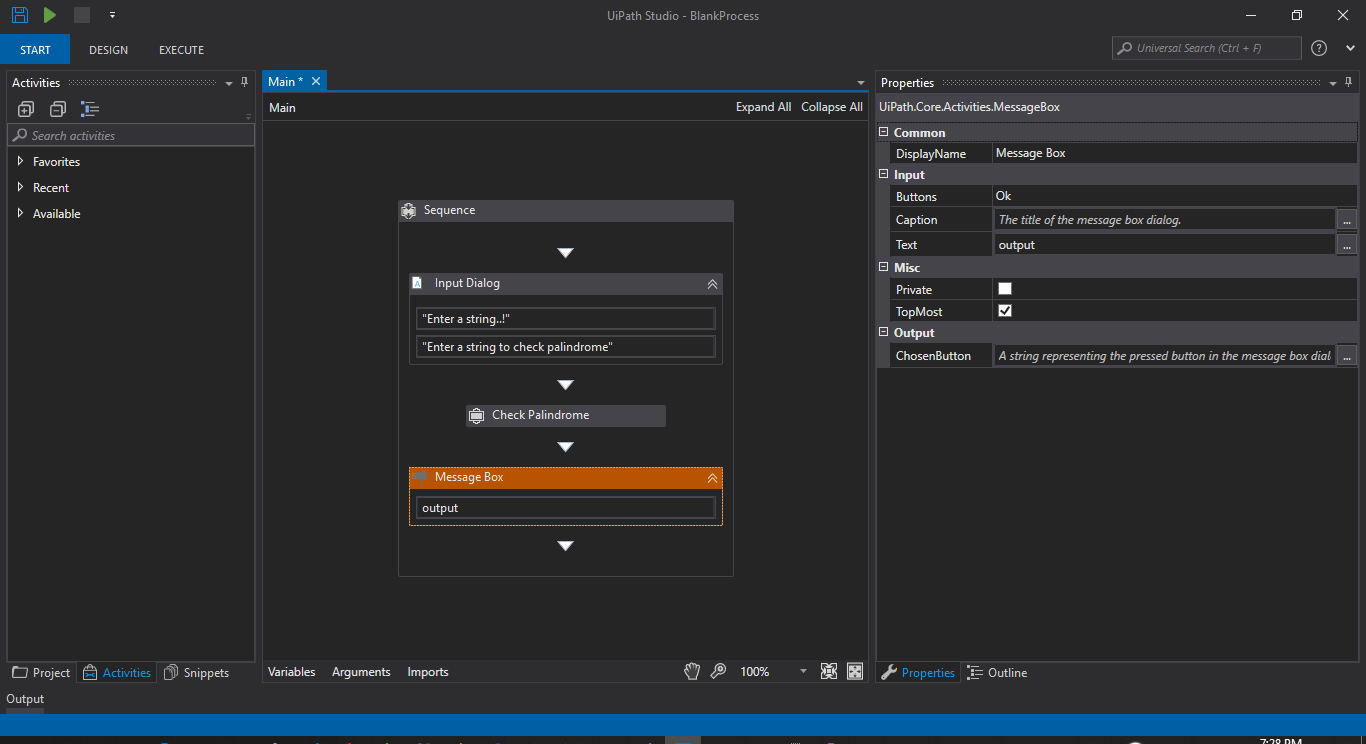 UiPath Studio - BlankProcess
START DESIGN EXECUTE
Universal Search (Ctrl + F)
Activities
Search activities
Favorites
Recent
Available
Project Activities Snippets
Main *
Main Expand All Collapse All
Sequence
Input Dialog
"Enter a string..!"
"Enter a string to check palindrome"
Check Palindrome
Message Box
output
Variables Arguments Imports 100%
Properties
UiPath.Core.Activities.MessageBox
Common
DisplayName Message Box
Input
Buttons Ok
Caption The title of the message box dialog. ...
Text output ...
Misc
Private
TopMost
Output
ChosenButton A string representing the pressed button in the message box dial ...
Properties Outline
Output
7:28 PM